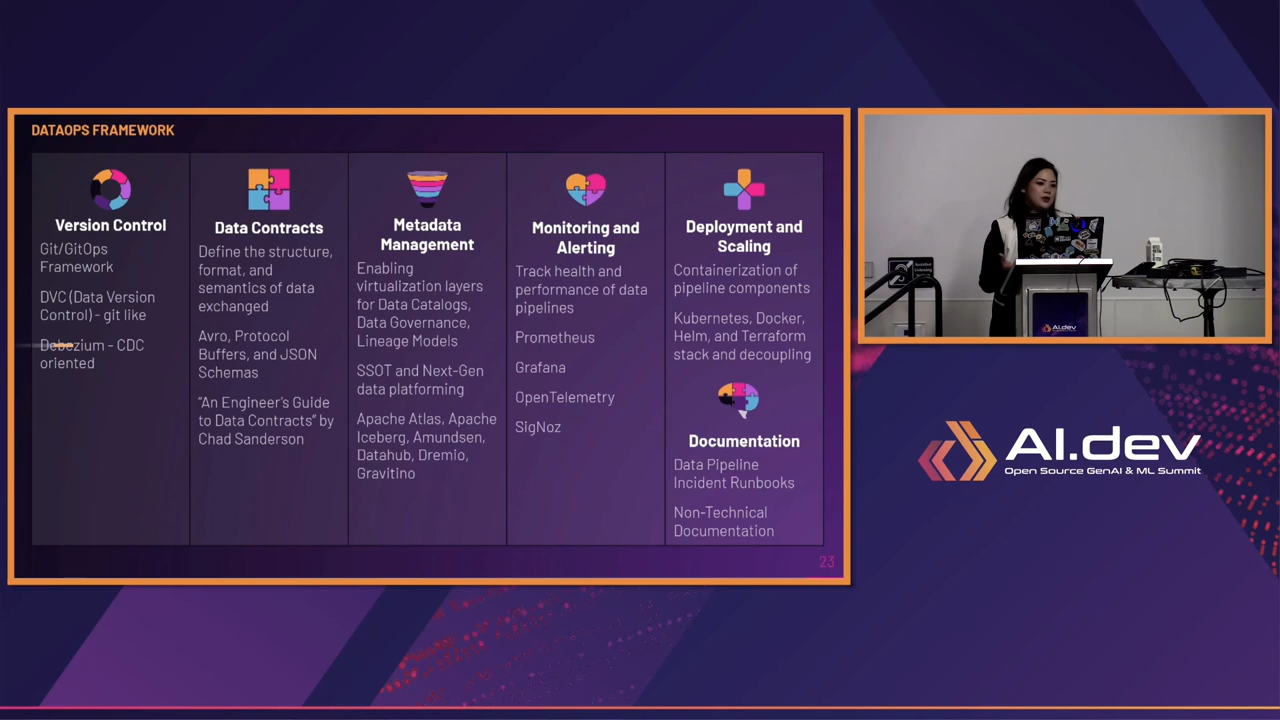 DATAOPS FRAMEWORK
Version Control
Git/GitOps
Framework
DVC (Data Version
Control) - git like
Debezium - CDC
oriented
Data Contracts
Define the structure,
format, and
semantics of data
exchanged
Avro, Protocol
Buffers, and JSON
Schemas
"An Engineer's Guide
to Data Contracts" by
Chad Sanderson
Metadata
Management
Enabling
virtualization layers
for Data Catalogs,
Data Governance,
Lineage Models
SSOT and Next-Gen
data platforming
Apache Atlas, Apache
Iceberg, Amundsen,
Datahub, Dremio,
Gravitino
Monitoring and
Alerting
Track health and
performance of data
pipelines
Prometheus
Grafana
OpenTelemetry
SigNoz
Deployment and
Scaling
Containerization of
pipeline components
Kubernetes, Docker,
Helm, and Terraform
stack and decoupling
Documentation
Data Pipeline
Incident Runbooks
Non-Technical
Documentation
23
Assistive
Listening
AI.dev
AI.dev
Open Source GenAI & ML Summit